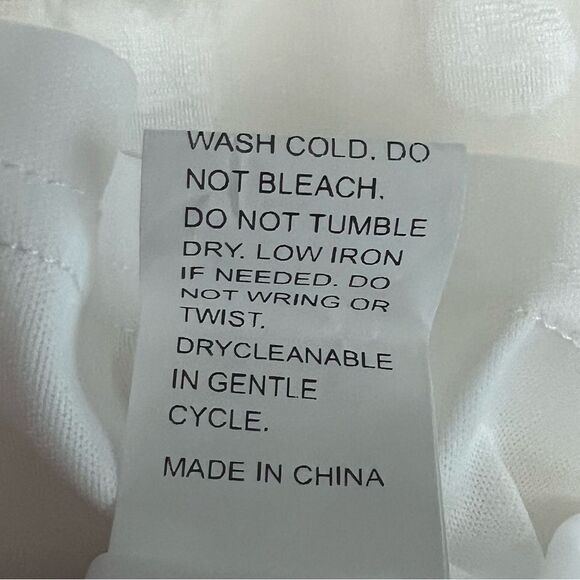 WASH COLD. DO
NOT BLEACH.
DO NOT TUMBLE
DRY. LOW IRON
IF NEEDED. DO
NOT WRING OR
TWIST.
DRYCLEANABLE
IN GENTLE
CYCLE.
MADE IN CHINA